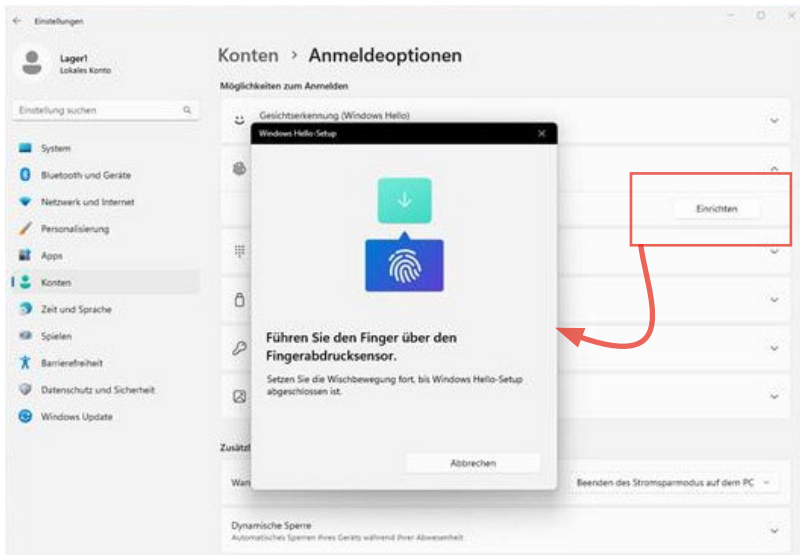 Einstellungen
Lager1
Lokales Konto
Einstellung suchen
System
Bluetooth und Geräte
Netzwerk und Internet
Personalisierung
Apps
Konten
Zeit und Sprache
Spielen
Barrierefreiheit
Datenschutz und Sicherheit
Windows Update
Konten > Anmeldeoptionen
Möglichkeiten zum Anmelden
Gesichtserkennung (Windows Hello)
Windows Hello-Setup
Einrichten
Führen Sie den Finger über den
Fingerabdrucksensor.
Setzen Sie die Wischbewegung fort, bis Windows Hello-Setup
abgeschlossen ist.
Abbrechen
Zusätzl
Wan
Beenden des Stromsparmodus auf dem PC
Dynamische Sperre
Automatisches Sperren Ihres Geräts während Ihrer Abwesenheit